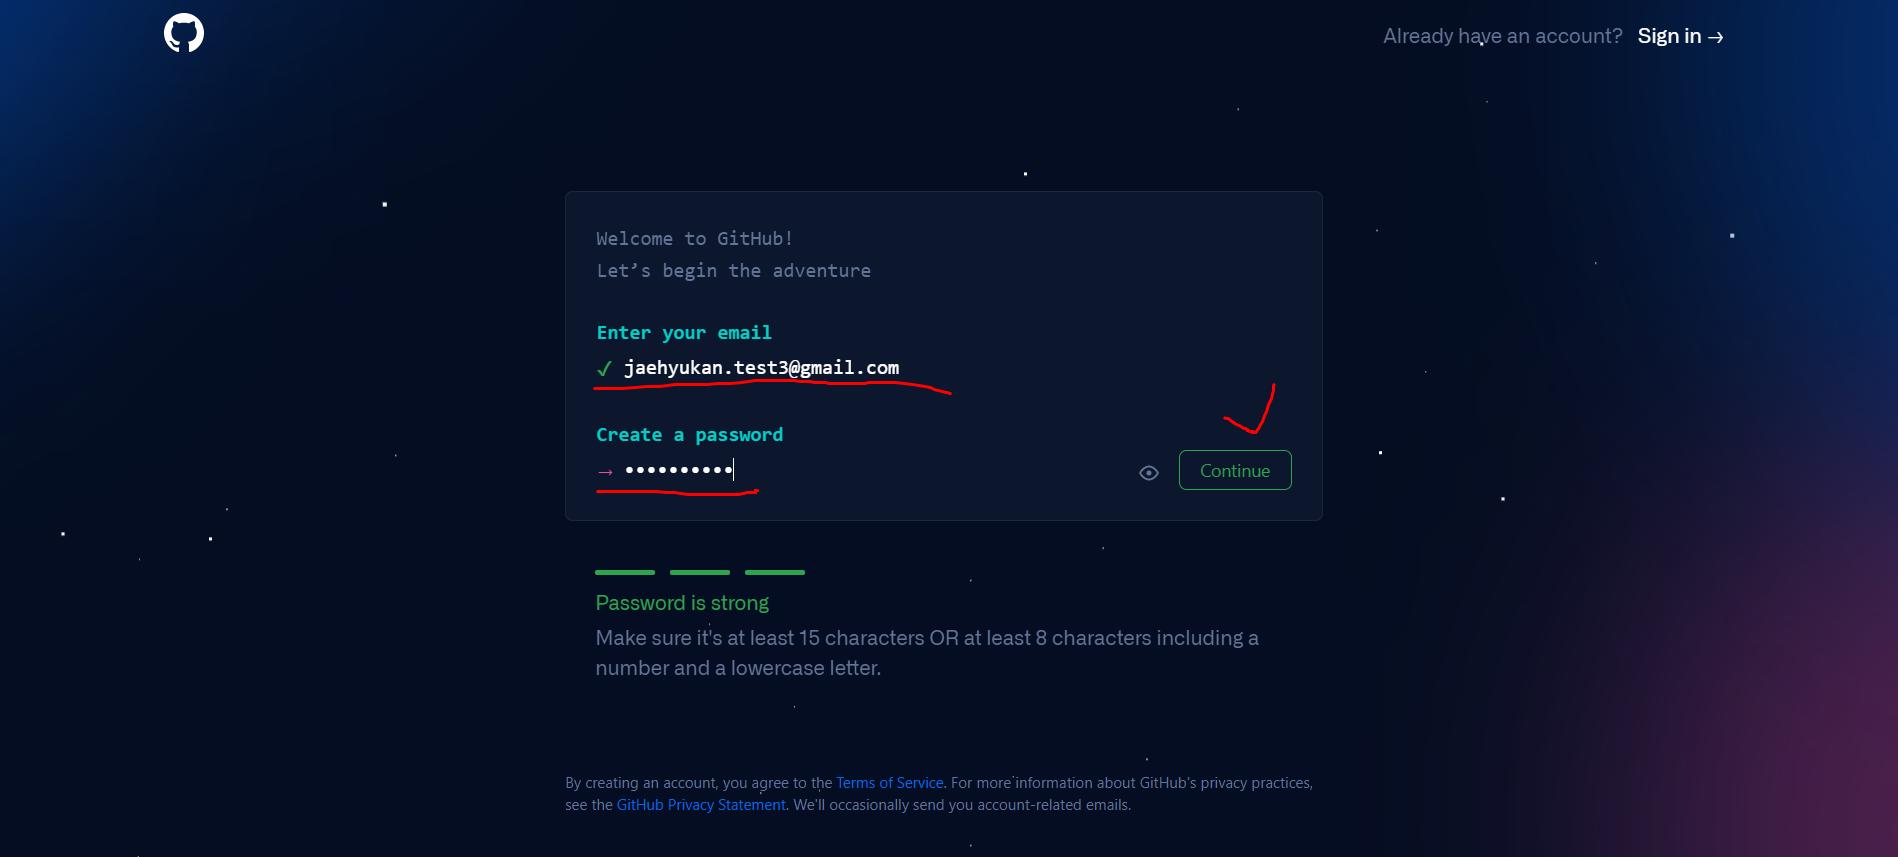 Already have an account? Sign in →
Welcome to GitHub!
Let’s begin the adventure
Enter your email
✓ jaehyukan.test3@gmail.com
Create a password
→ ••••••••••
Continue
Password is strong
Make sure it's at least 15 characters OR at least 8 characters including a
number and a lowercase letter.
By creating an account, you agree to the Terms of Service. For more information about GitHub's privacy practices,
see the GitHub Privacy Statement. We'll occasionally send you account-related emails.